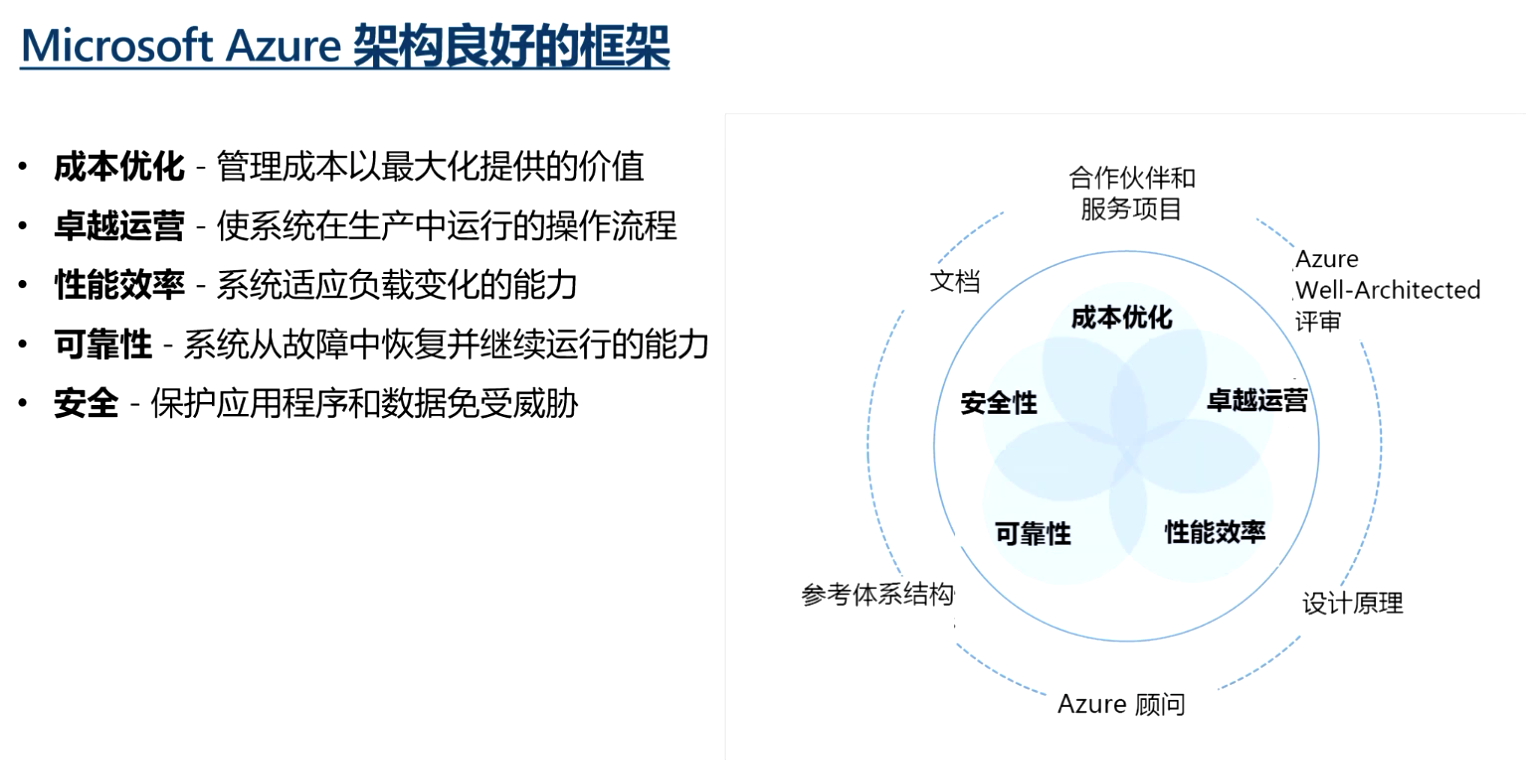 Microsoft Azure 架构良好的框架
• 成本优化 - 管理成本以最大化提供的价值
• 卓越运营 - 使系统在生产中运行的操作流程
• 性能效率 - 系统适应负载变化的能力
• 可靠性 - 系统从故障中恢复并继续运行的能力
• 安全 - 保护应用程序和数据免受威胁
合作伙伴和
服务项目
Azure
Well-Architected
评审
文档
成本优化
安全性
卓越运营
可靠性
性能效率
参考体系结构
设计原理
Azure 顾问